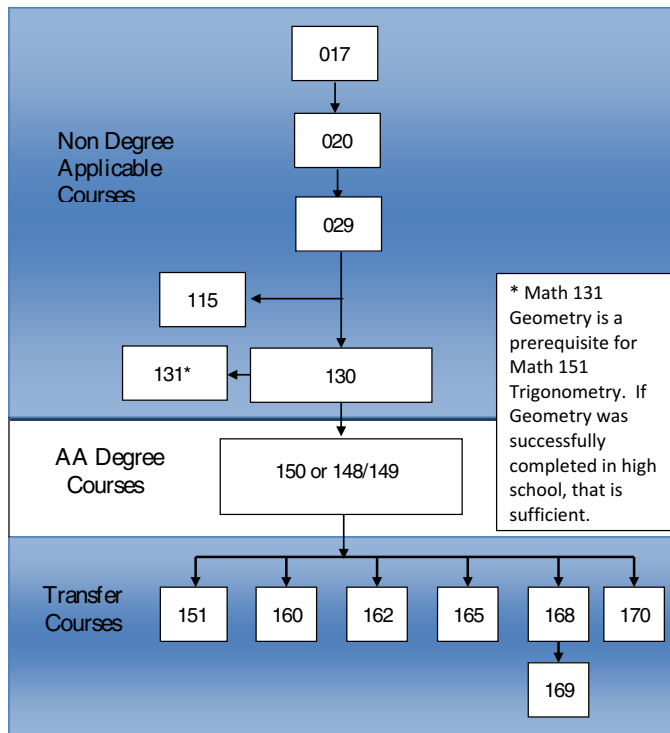 017
Non Degree
Applicable
Courses
020
029
115
131*
130
* Math 131
Geometry is a
prerequisite for
Math 151
Trigonometry. If
Geometry was
successfully
completed in high
school, that is
sufficient.
AA Degree
Courses
150 or 148/149
Transfer
Courses
151
160
162
165
168
170
169